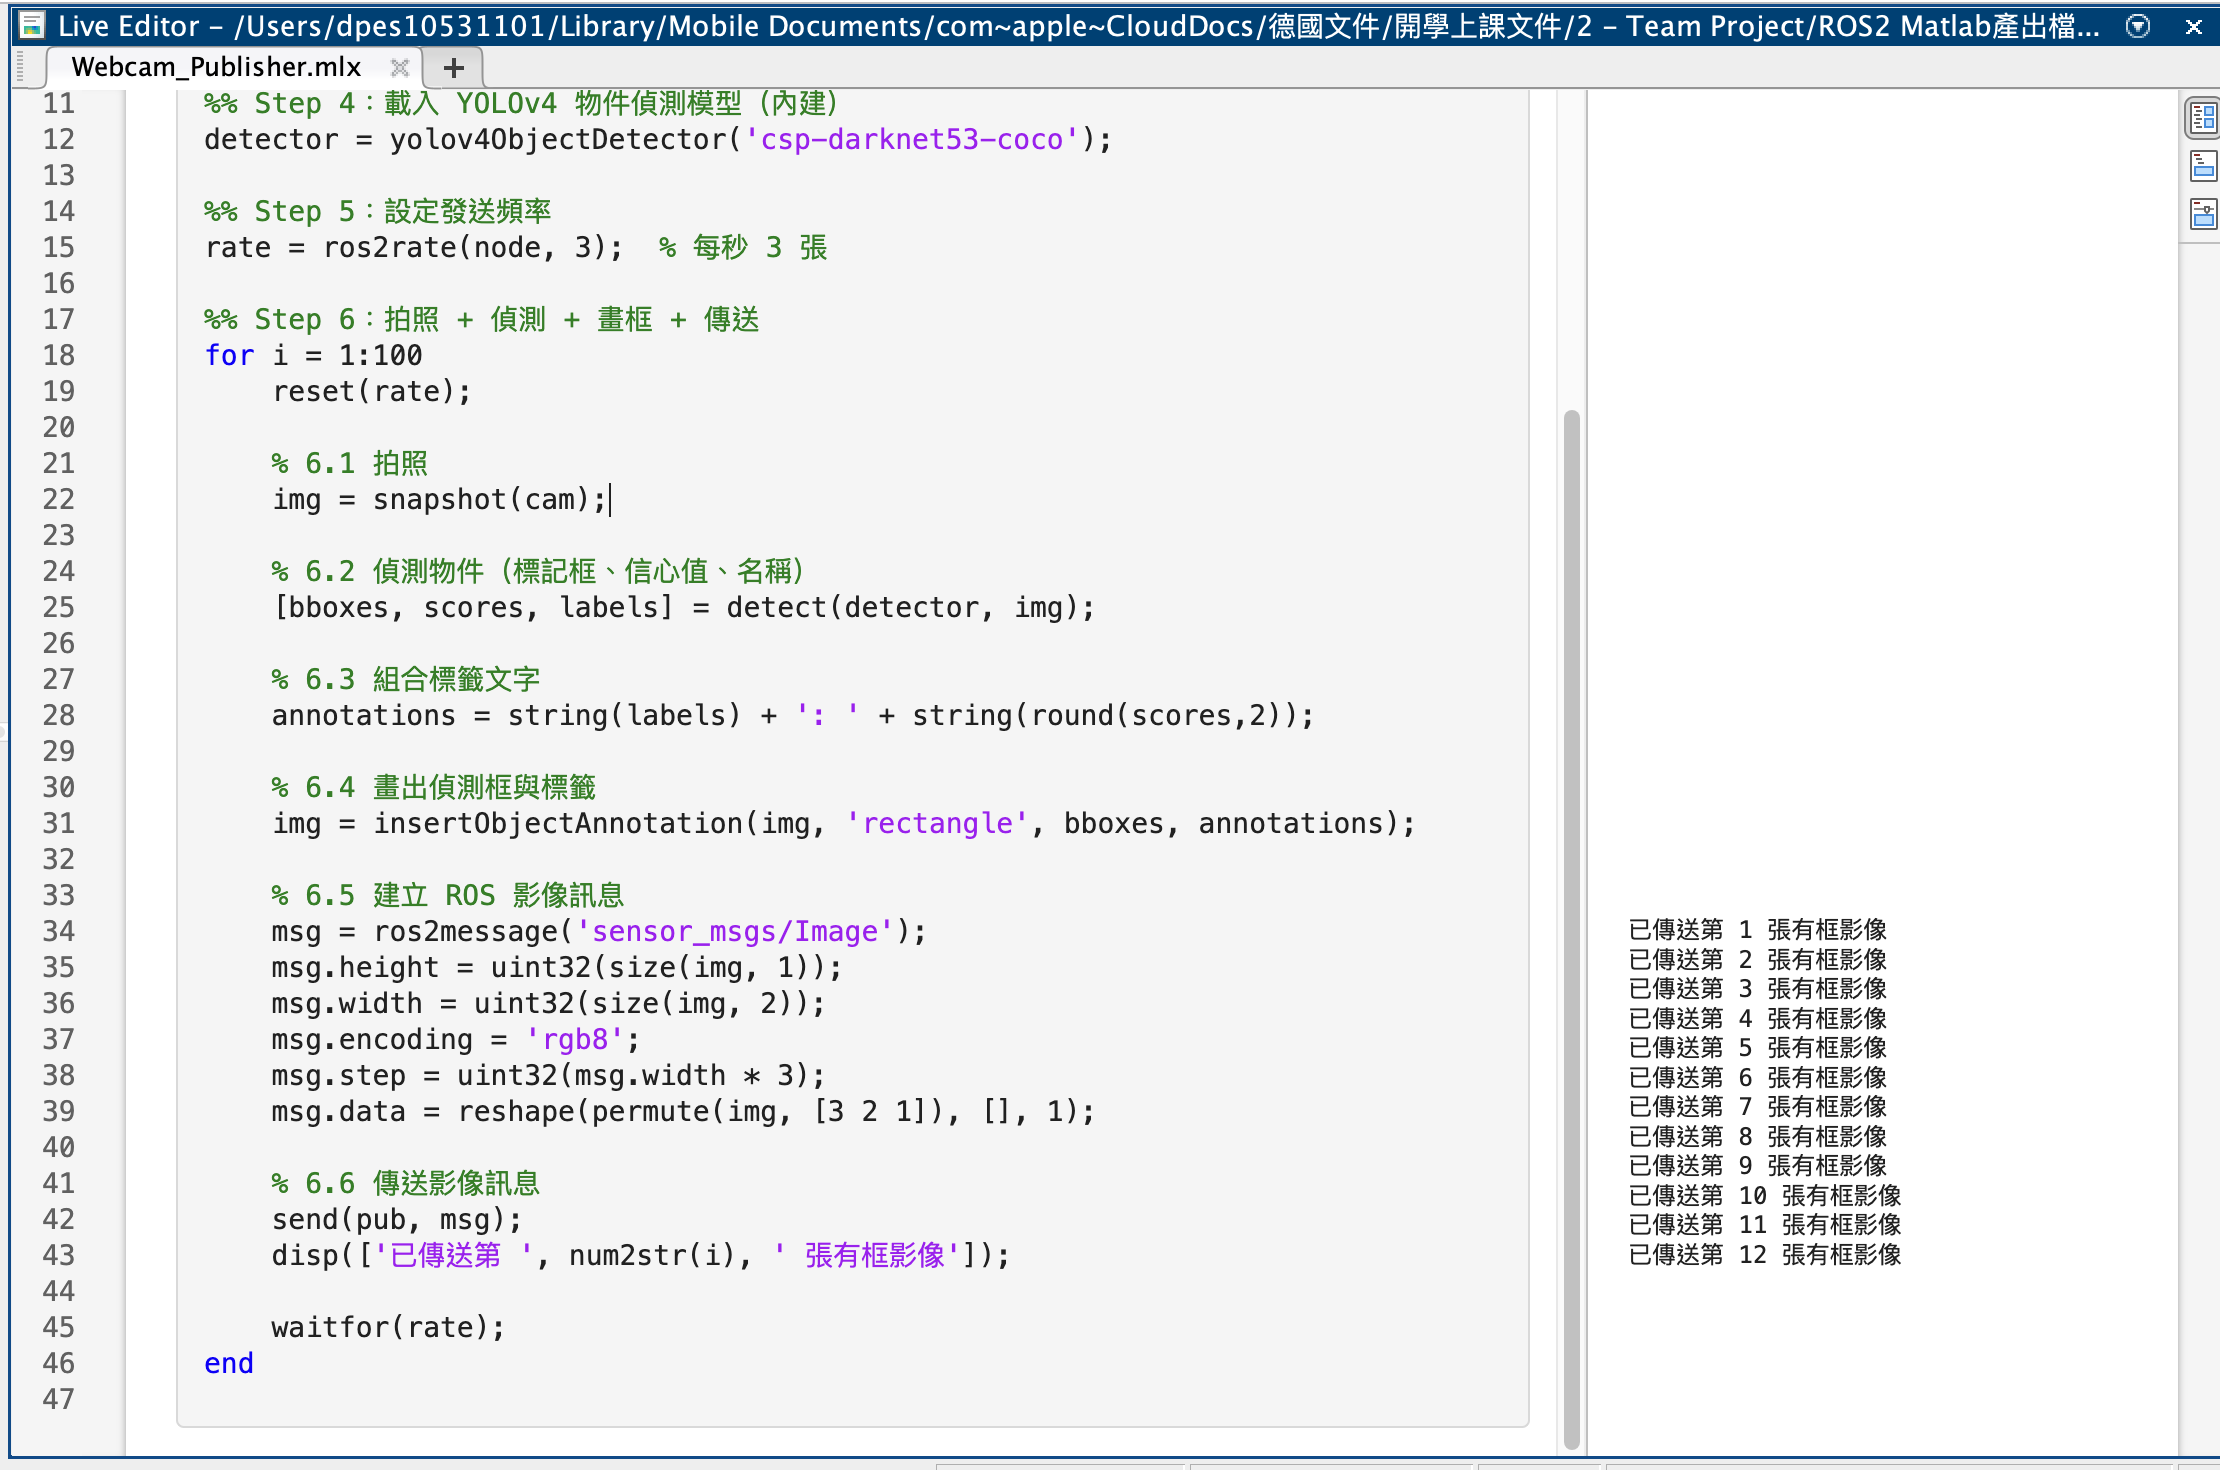 Live Editor – /Users/dpes10531101/Library/Mobile Documents/com~apple~CloudDocs/德國文件/開學上課文件/2 – Team Project/ROS2 Matlab產出檔...
Webcam_Publisher.mlx
11 %% Step 4：載入 YOLOv4 物件偵測模型（內建）
12 detector = yolov4ObjectDetector('csp-darknet53-coco');
13
14 %% Step 5：設定發送頻率
15 rate = ros2rate(node, 3);  % 每秒 3 張
16
17 %% Step 6：拍照 + 偵測 + 畫框 + 傳送
18 for i = 1:100
19     reset(rate);
20
21     % 6.1 拍照
22     img = snapshot(cam);
23
24     % 6.2 偵測物件（標記框、信心值、名稱）
25     [bboxes, scores, labels] = detect(detector, img);
26
27     % 6.3 組合標籤文字
28     annotations = string(labels) + ': ' + string(round(scores,2));
29
30     % 6.4 畫出偵測框與標籤
31     img = insertObjectAnnotation(img, 'rectangle', bboxes, annotations);
32
33     % 6.5 建立 ROS 影像訊息
34     msg = ros2message('sensor_msgs/Image');
35     msg.height = uint32(size(img, 1));
36     msg.width = uint32(size(img, 2));
37     msg.encoding = 'rgb8';
38     msg.step = uint32(msg.width * 3);
39     msg.data = reshape(permute(img, [3 2 1]), [], 1);
40
41     % 6.6 傳送影像訊息
42     send(pub, msg);
43     disp(['已傳送第 ', num2str(i), ' 張有框影像']);
44
45     waitfor(rate);
46 end
47
已傳送第 1 張有框影像
已傳送第 2 張有框影像
已傳送第 3 張有框影像
已傳送第 4 張有框影像
已傳送第 5 張有框影像
已傳送第 6 張有框影像
已傳送第 7 張有框影像
已傳送第 8 張有框影像
已傳送第 9 張有框影像
已傳送第 10 張有框影像
已傳送第 11 張有框影像
已傳送第 12 張有框影像